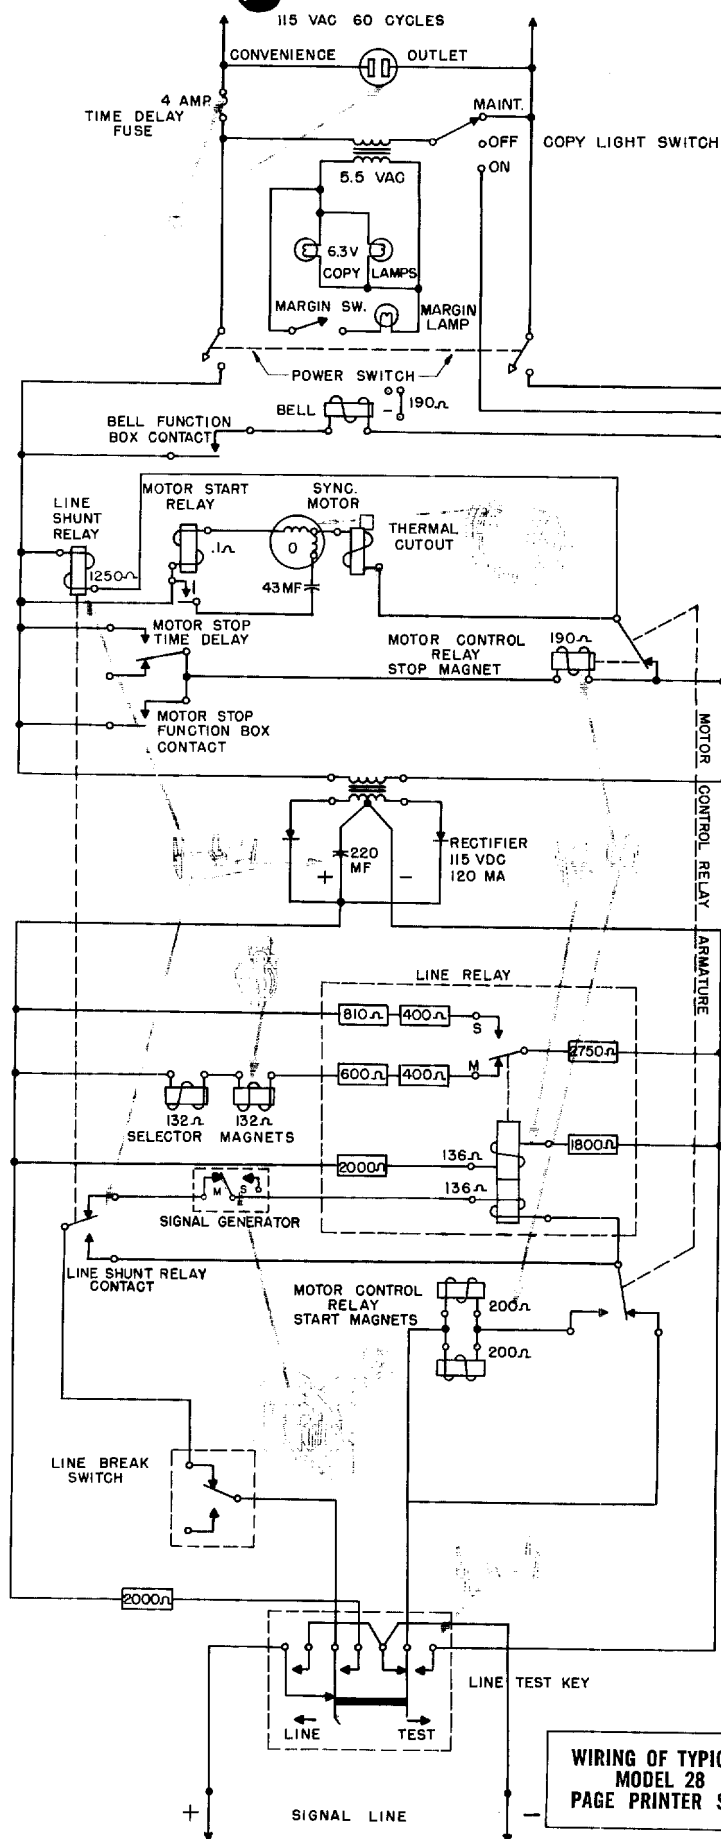 115 VAC 60 CYCLES
CONVENIENCE OUTLET
4 AMP.
TIME DELAY
FUSE
MAINT.
OFF
ON
COPY LIGHT SWITCH
5.5 VAC
6.3V
COPY LAMPS
MARGIN SW.
MARGIN
LAMP
POWER SWITCH
BELL
190Ω
BELL FUNCTION
BOX CONTACT
LINE
SHUNT
RELAY
1250Ω
MOTOR START
RELAY
.1Ω
SYNC.
MOTOR
THERMAL
CUTOUT
43MF
MOTOR STOP
TIME DELAY
MOTOR CONTROL
RELAY
STOP MAGNET
190Ω
MOTOR STOP
FUNCTION BOX
CONTACT
MOTOR CONTROL RELAY ARMATURE
220
MF
+
-
RECTIFIER
115 VDC
120 MA
LINE RELAY
810Ω
400Ω
S
M
2750Ω
600Ω
400Ω
132Ω
132Ω
SELECTOR MAGNETS
1800Ω
2000Ω
136Ω
136Ω
M
S
SIGNAL GENERATOR
LINE SHUNT RELAY
CONTACT
MOTOR CONTROL
RELAY
START MAGNETS
200Ω
200Ω
LINE BREAK
SWITCH
2000Ω
LINE TEST KEY
LINE
TEST
WIRING OF TYPIC
MODEL 28
PAGE PRINTER S
+
SIGNAL LINE
-